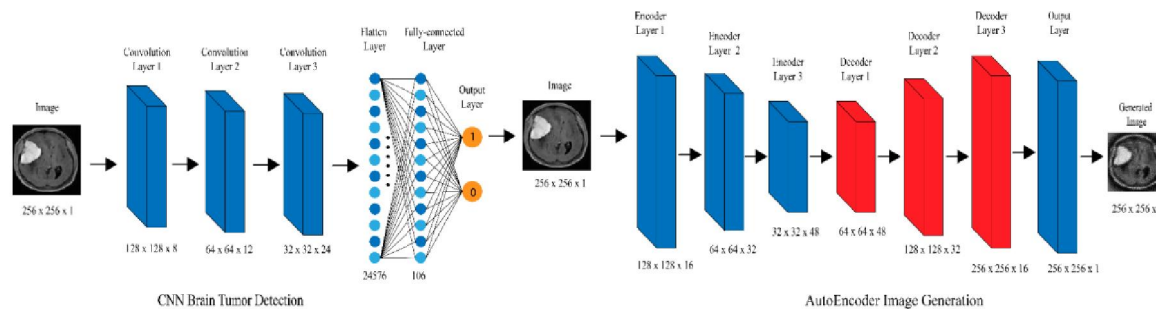 Image
256 x 256 x 1
Convolution
Layer 1
128 x 128 x 8
Convolution
Layer 2
64 x 64 x 12
Convolution
Layer 3
32 x 32 x 24
Flatten
Layer
24576
Fully-connected
Layer
106
Output
Layer
1
0
CNN Brain Tumor Detection
Image
256 x 256 x 1
Encoder
Layer 1
128 x 128 x 16
Encoder
Layer 2
64 x 64 x 32
Encoder
Layer 3
32 x 32 x 48
Decoder
Layer 1
64 x 64 x 48
Decoder
Layer 2
128 x 128 x 32
Decoder
Layer 3
256 x 256 x 16
Output
Layer
256 x 256 x 1
Generated
Image
256 x 256 x
AutoEncoder Image Generation